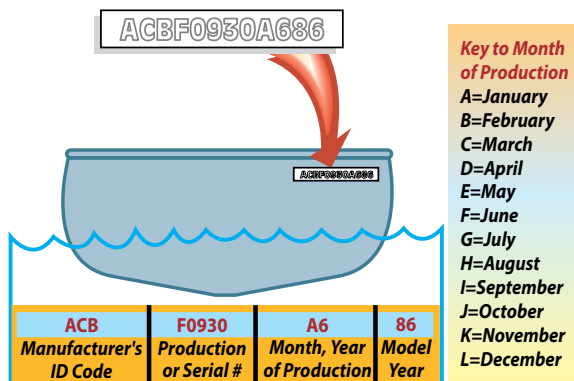 ACBF0930A686
ACBF0930A686
ACB
Manufacturer's
ID Code
F0930
Production
or Serial #
A6
Month, Year
of Production
86
Model
Year
Key to Month
of Production
A=January
B=February
C=March
D=April
E=May
F=June
G=July
H=August
I=September
J=October
K=November
L=December